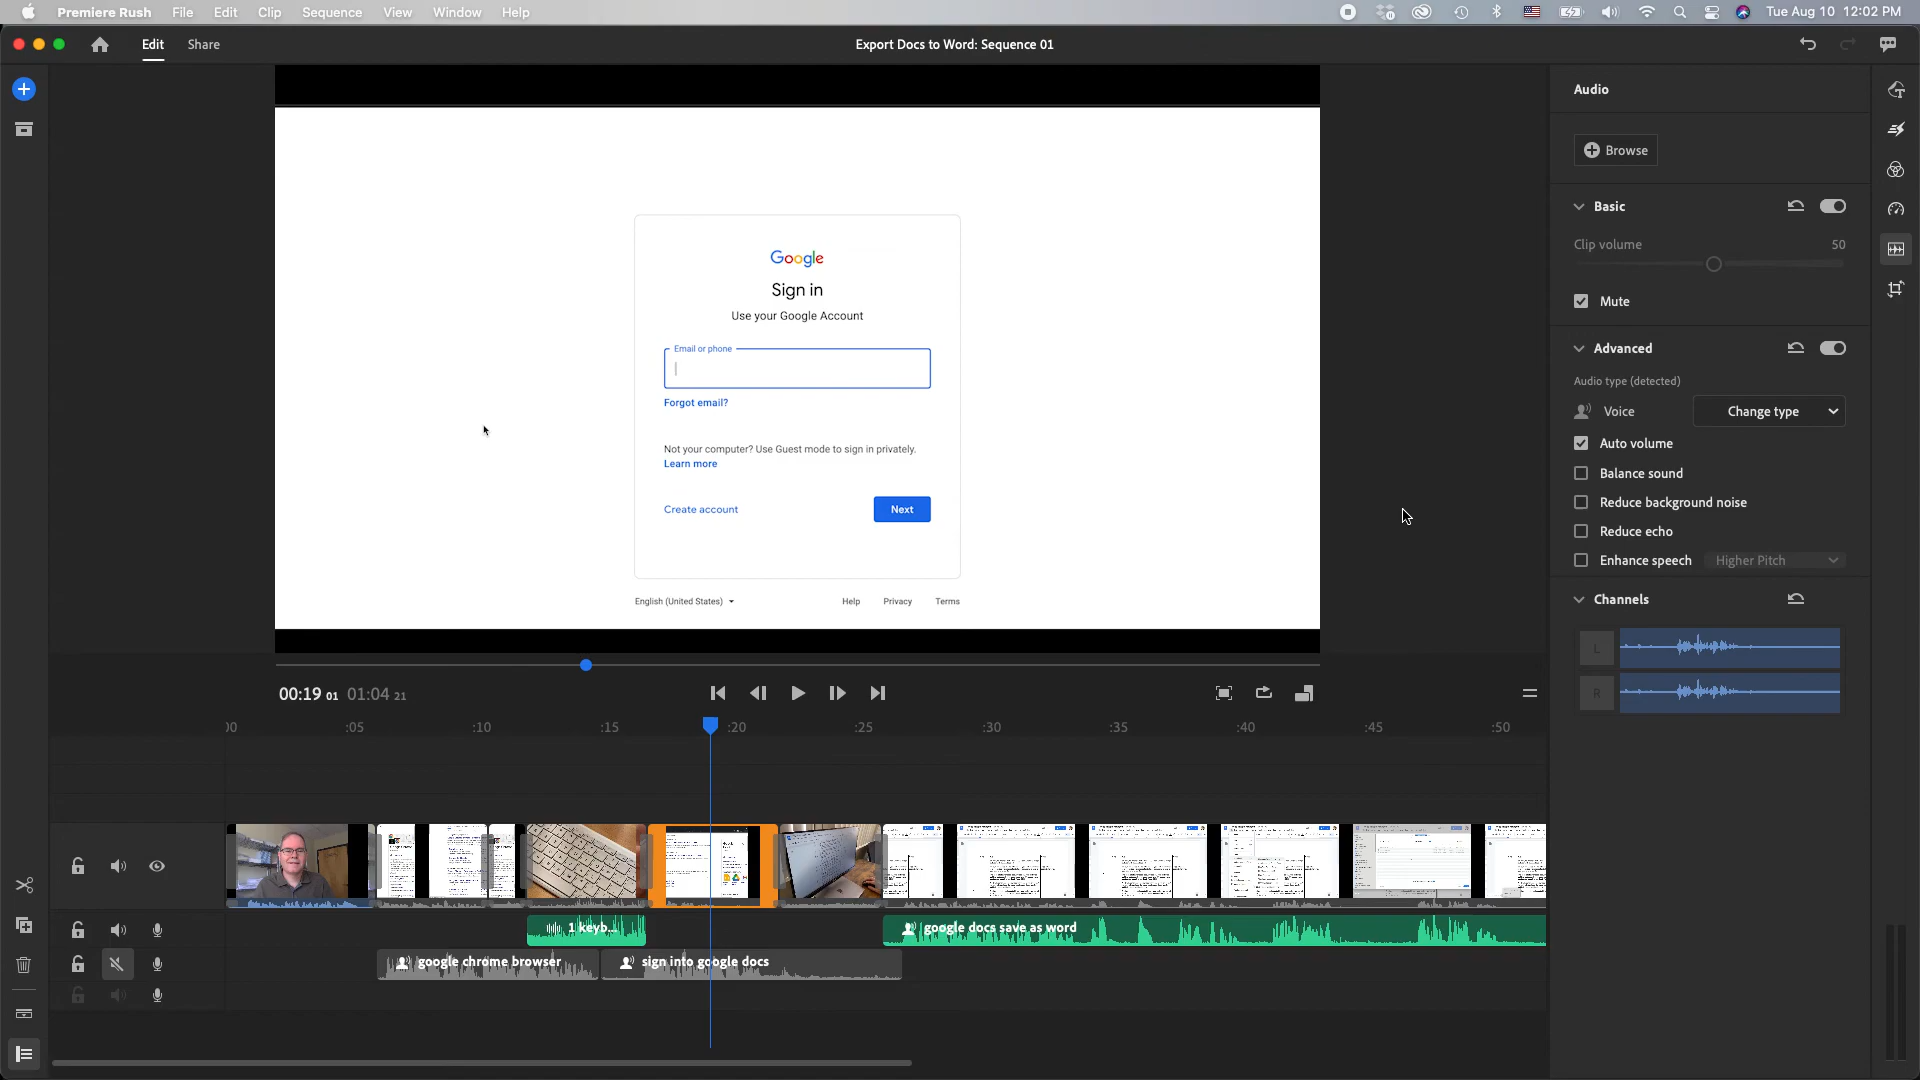 Premiere Rush File Edit Clip Sequence View Window Help Tue Aug 10 12:02 PM
Edit Share Export Docs to Word: Sequence 01
Audio
Browse
Basic
Clip volume 50
Mute
Advanced
Audio type (detected)
Voice Change type
Auto volume
Balance sound
Reduce background noise
Reduce echo
Enhance speech Higher Pitch
Channels
L
R
Google
Sign in
Use your Google Account
Email or phone
Forgot email?
Not your computer? Use Guest mode to sign in privately.
Learn more
Create account Next
English (United States) Help Privacy Terms
00:19 01 01:04 21
:00 :05 :10 :15 :20 :25 :30 :35 :40 :45 :50
1 keyb... google docs save as word
google chrome browser sign into google docs